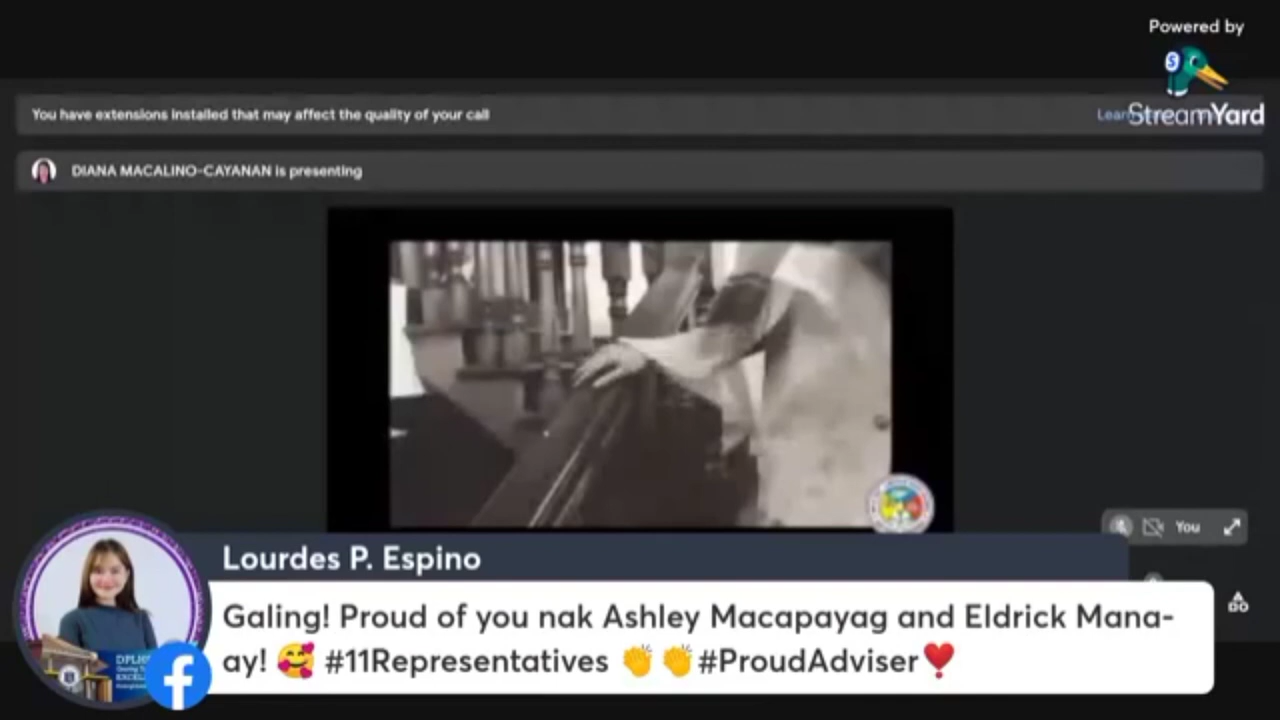 Powered by
StreamYard
You have extensions installed that may affect the quality of your call
Lear
DIANA MACALINO-CAYANAN is presenting
You
Lourdes P. Espino
Galing! Proud of you nak Ashley Macapayag and Eldrick Mana-
ay! 🥰 #11Representatives 👏👏#ProudAdviser❣️